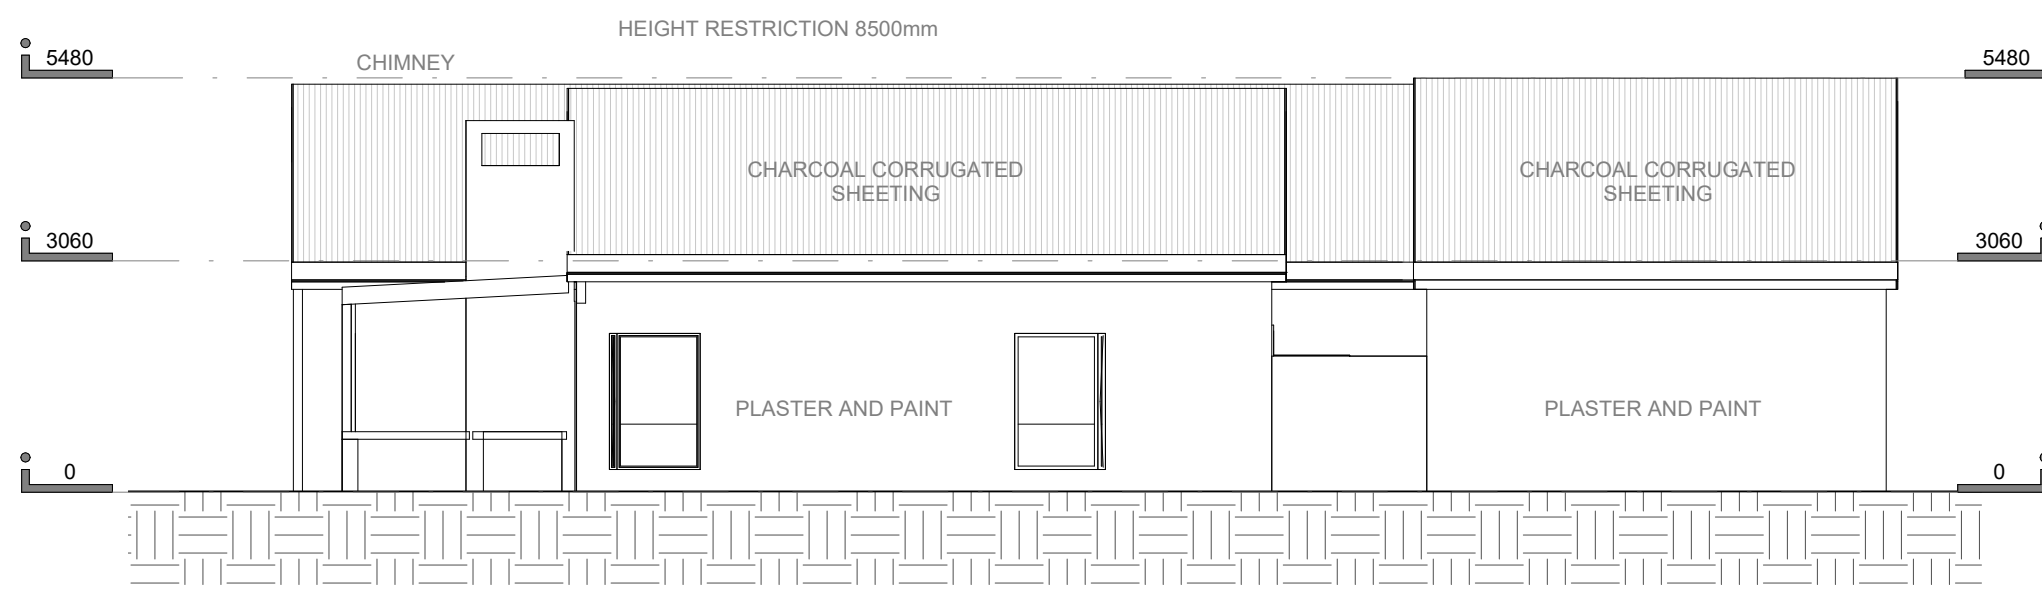 HEIGHT RESTRICTION 8500mm
5480
CHIMNEY
5480
CHARCOAL CORRUGATED
SHEETING
CHARCOAL CORRUGATED
SHEETING
3060
3060
PLASTER AND PAINT
PLASTER AND PAINT
0
0